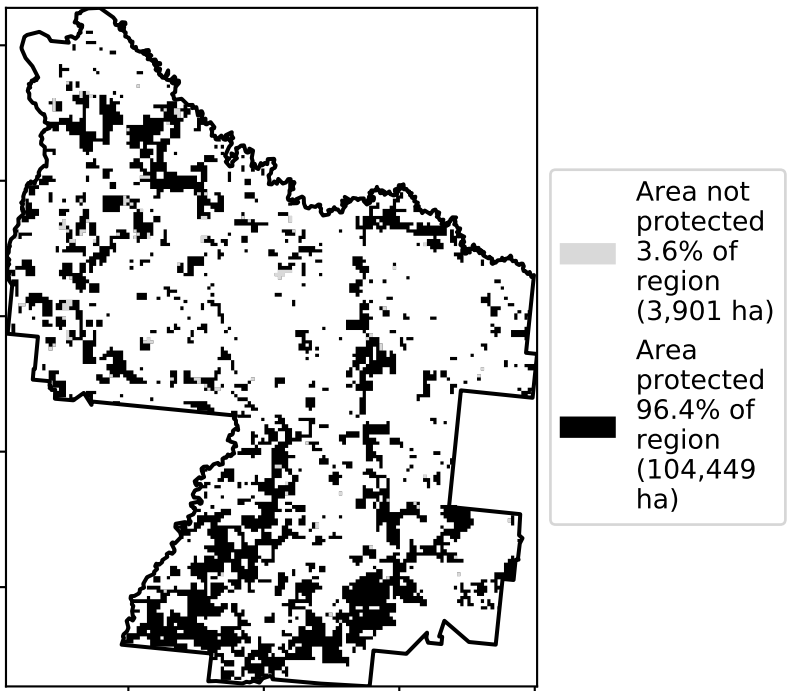 Area not
protected
3.6% of
region
(3,901 ha)
Area
protected
96.4% of
region
(104,449
ha)